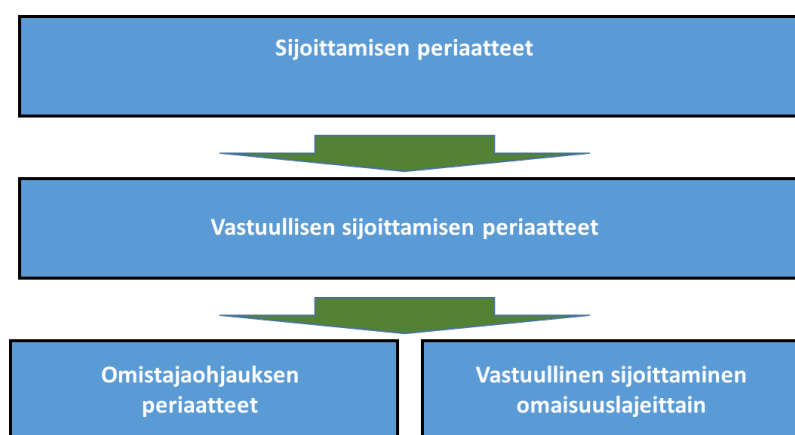 Sijoittamisen periaatteet
Vastuullisen sijoittamisen periaatteet
Omistajaohjauksen
periaatteet
Vastuullinen sijoittaminen
omaisuuslajeittain